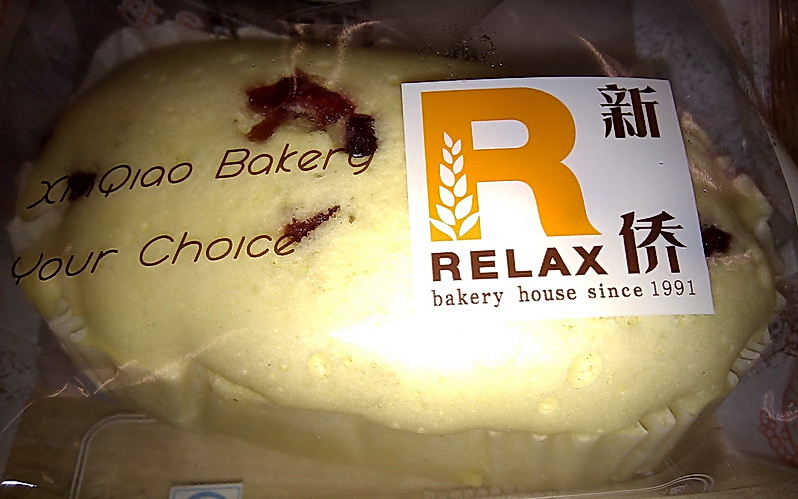 XinQiao Bakery
Your Choice
R
新
侨
RELAX
bakery house since 1991